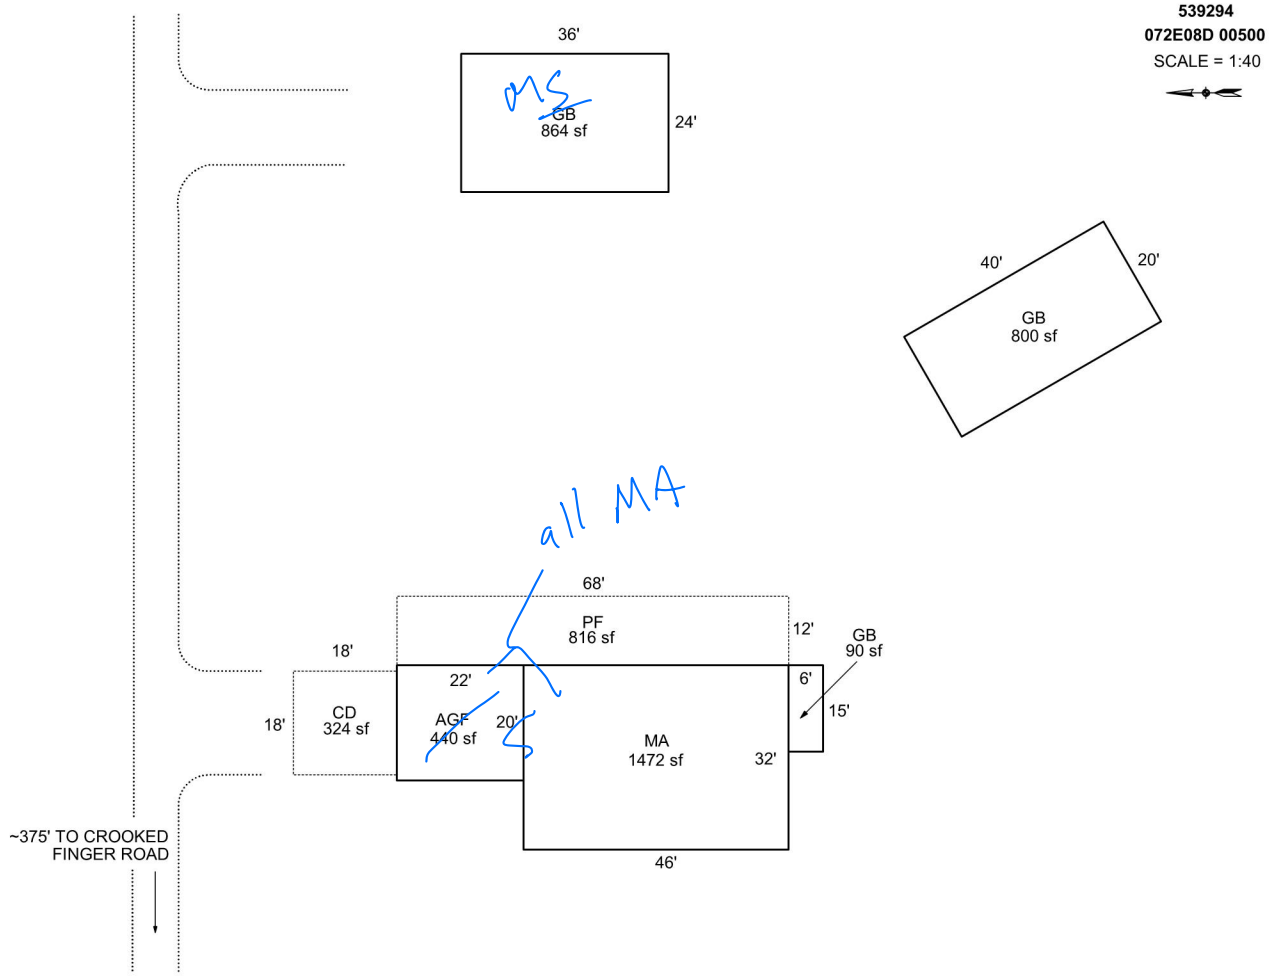 539294
072E08D 00500
SCALE = 1:40
36'
MS
GB
864 sf
24'
40'
20'
GB
800 sf
all MA
68'
PF
816 sf
12'
GB
90 sf
18'
22'
6'
18'
CD
324 sf
AGF
440 sf
20'
15'
MA
1472 sf
32'
46'
~375' TO CROOKED
FINGER ROAD